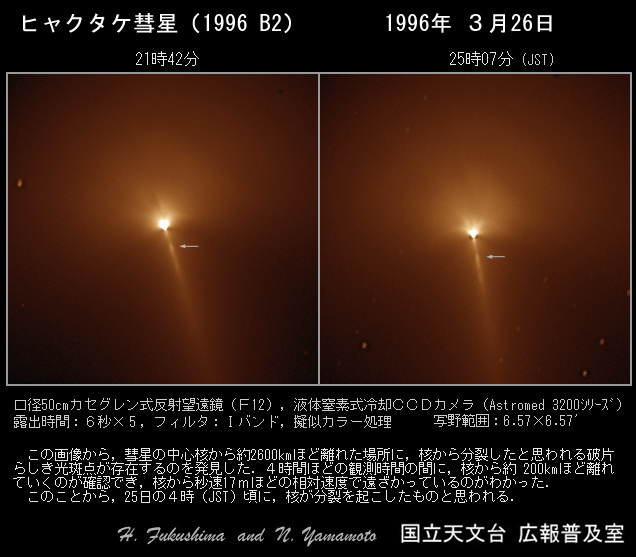 ヒャクタケ彗星（1996 B2）　1996年 ３月26日
21時42分　25時07分（JST）
口径50cmカセグレン式反射望遠鏡（Ｆ12），液体窒素式冷却ＣＣＤカメラ（Astromed 3200ｼﾘｰｽﾞ）
露出時間：６秒×５，フィルタ：Ｉバンド，擬似カラー処理　写野範囲：6.57×6.57′
この画像から，彗星の中心核から約2600kmほど離れた場所に，核から分裂したと思われる破片
らしき光斑点が存在するのを発見した．４時間ほどの観測時間の間に，核から約 200kmほど離れ
ていくのが確認でき，核から秒速17mほどの相対速度で遠ざかっているのがわかった．
このことから，25日の４時（JST）頃に，核が分裂を起こしたものと思われる．
H. Fukushima and N. Yamamoto　国立天文台 広報普及室